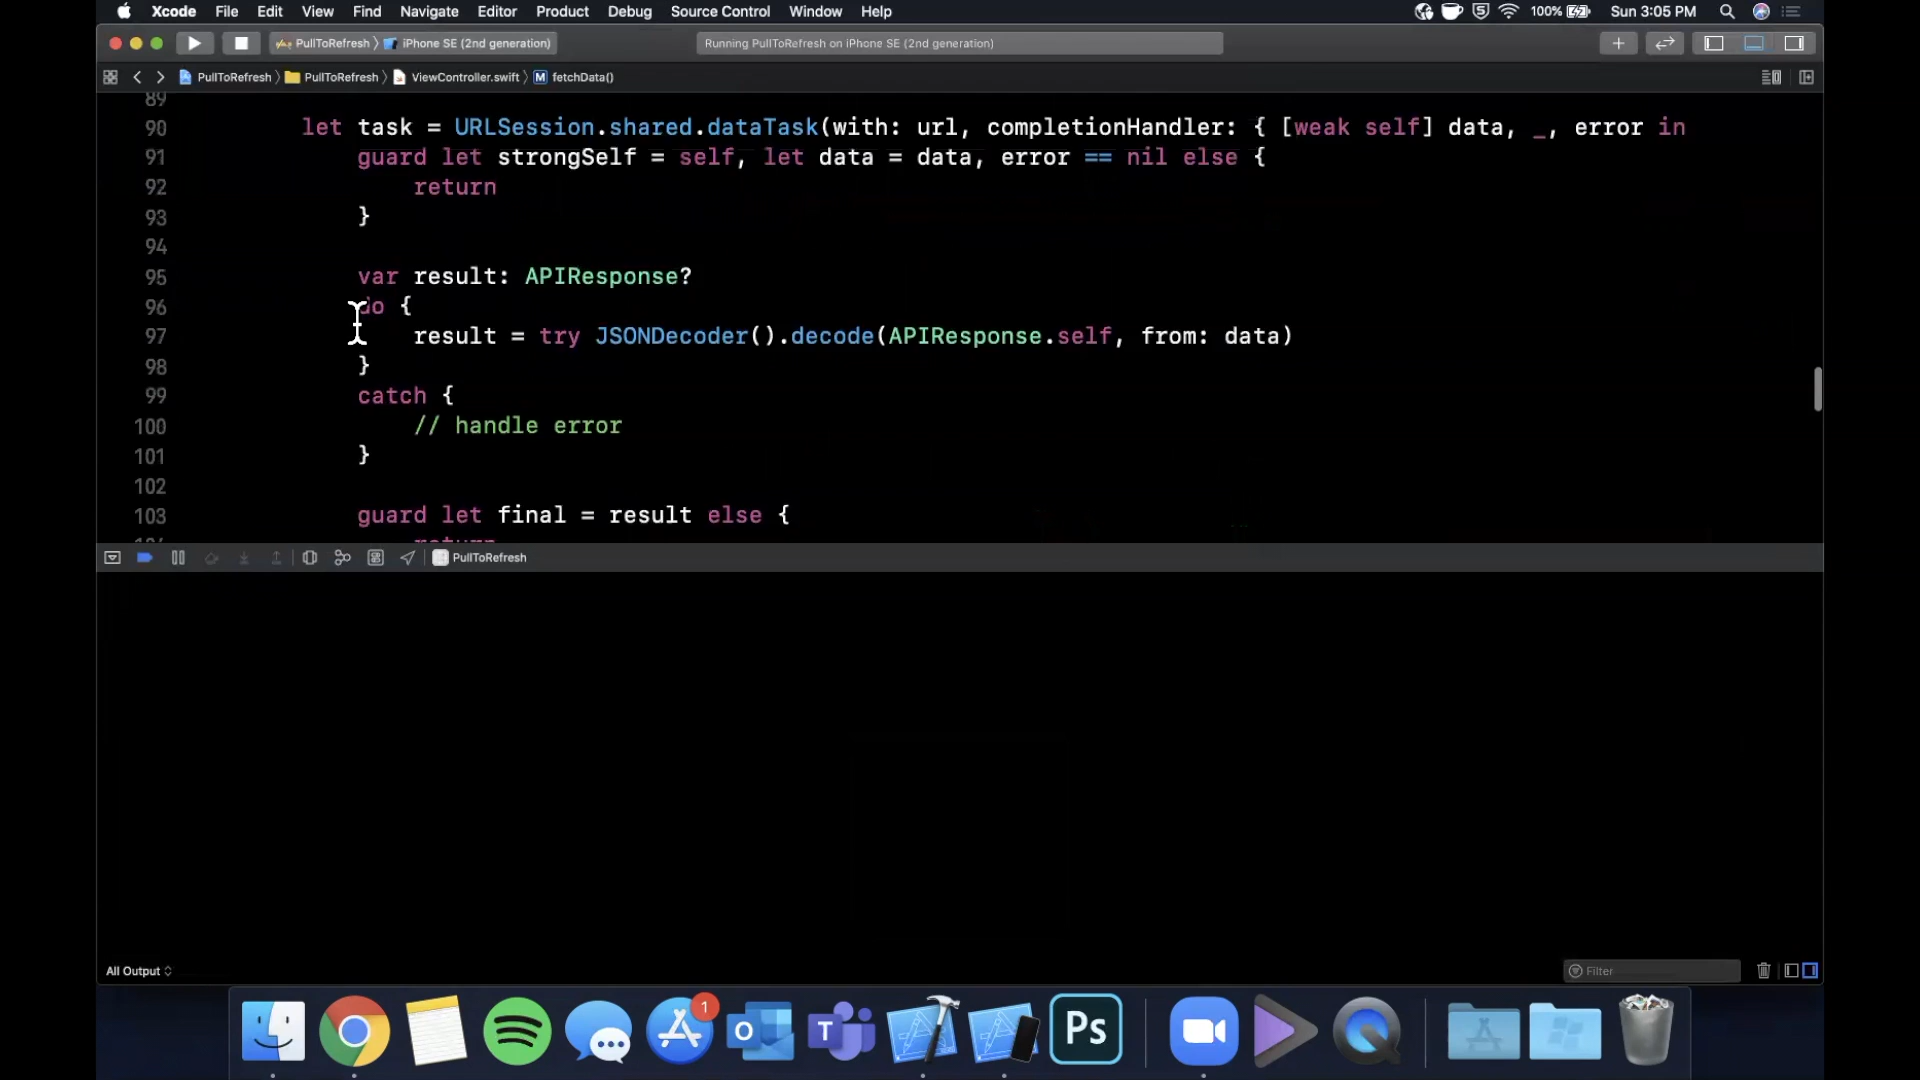 Xcode File Edit View Find Navigate Editor Product Debug Source Control Window Help 100% Sun 3:05 PM
PullToRefresh iPhone SE (2nd generation) Running PullToRefresh on iPhone SE (2nd generation)
PullToRefresh PullToRefresh ViewController.swift M fetchData()
89
90 let task = URLSession.shared.dataTask(with: url, completionHandler: { [weak self] data, _, error in
91 guard let strongSelf = self, let data = data, error == nil else {
92 return
93 }
94
95 var result: APIResponse?
96 do {
97 result = try JSONDecoder().decode(APIResponse.self, from: data)
98 }
99 catch {
100 // handle error
101 }
102
103 guard let final = result else {
return
PullToRefresh
All Output Filter
1
O T Ps